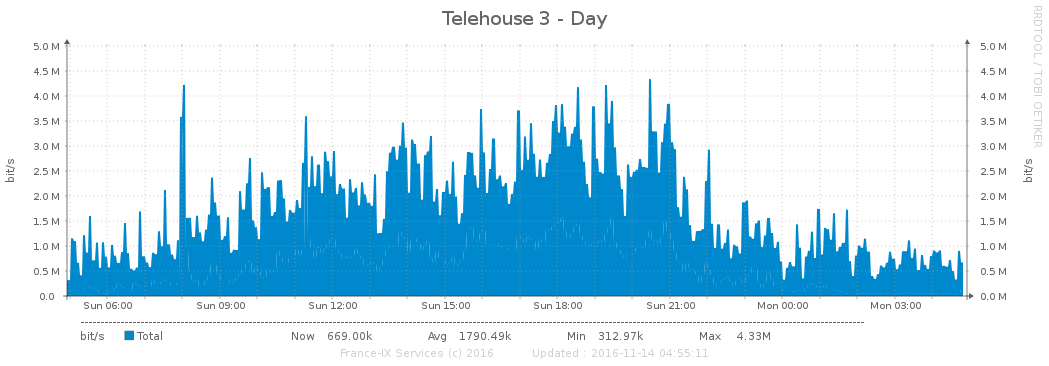 Telehouse 3 - Day
RRDTOOL / TOBI OETIKER
bit/s
5.0 M
4.5 M
4.0 M
3.5 M
3.0 M
2.5 M
2.0 M
1.5 M
1.0 M
0.5 M
0.0
5.0 M
4.5 M
4.0 M
3.5 M
3.0 M
2.5 M
2.0 M
1.5 M
1.0 M
0.5 M
0.0 M
bit/s
Sun 06:00 Sun 09:00 Sun 12:00 Sun 15:00 Sun 18:00 Sun 21:00 Mon 00:00 Mon 03:00
bit/s Total Now 669.00k Avg 1790.49k Min 312.97k Max 4.33M
France-IX Services (c) 2016 Updated : 2016-11-14 04:55:11